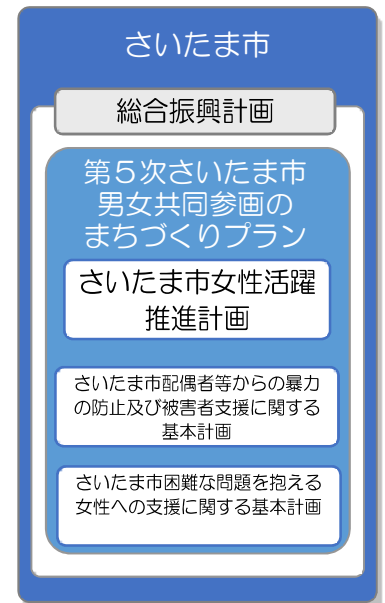 さいたま市
総合振興計画
第５次さいたま市
男女共同参画の
まちづくりプラン
さいたま市女性活躍
推進計画
さいたま市配偶者等からの暴力
の防止及び被害者支援に関する
基本計画
さいたま市困難な問題を抱える
女性への支援に関する基本計画